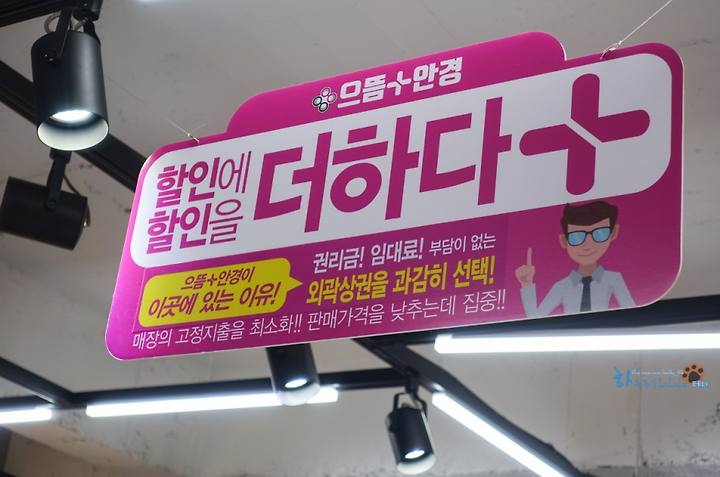 으뜸+안경
할인에
할인을
더하다+
으뜸+안경이
이곳에 있는 이유!
권리금! 임대료! 부담이 없는
외곽상권을 과감히 선택!
매장의 고정지출을 최소화!! 판매가격을 낮추는데 집중!!